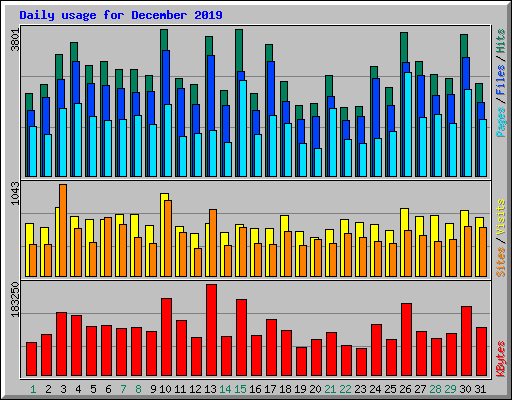 Daily usage for December 2019
3801
Pages / Files / Hits
1043
Sites / Visits
183250
KBytes
1 2 3 4 5 6 7 8 9 10 11 12 13 14 15 16 17 18 19 20 21 22 23 24 25 26 27 28 29 30 31